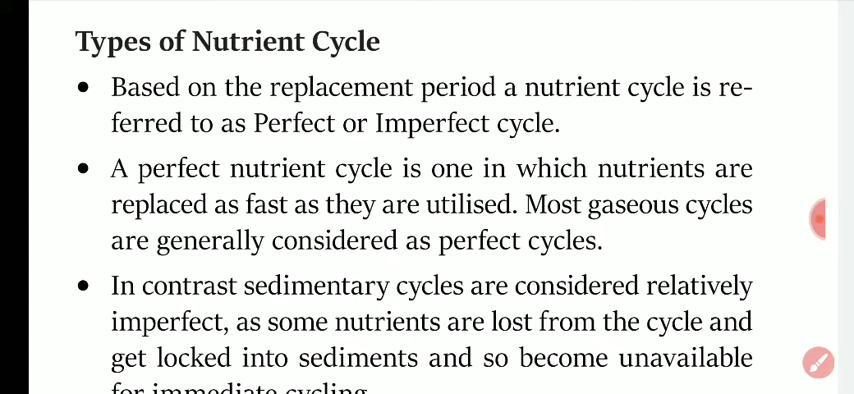 Types of Nutrient Cycle
• Based on the replacement period a nutrient cycle is re-
ferred to as Perfect or Imperfect cycle.
• A perfect nutrient cycle is one in which nutrients are
replaced as fast as they are utilised. Most gaseous cycles
are generally considered as perfect cycles.
• In contrast sedimentary cycles are considered relatively
imperfect, as some nutrients are lost from the cycle and
get locked into sediments and so become unavailable
for immediate cycling.